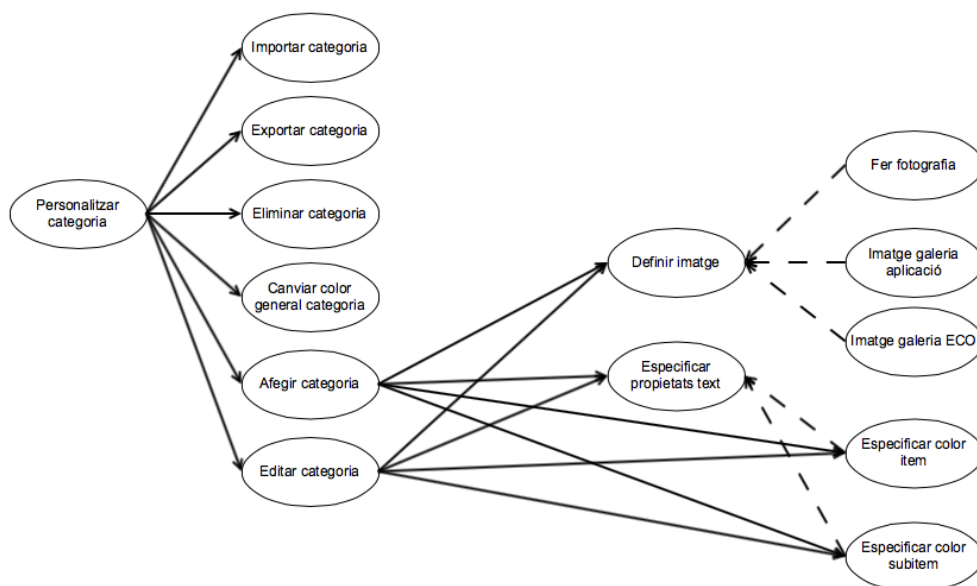 Importar categoria
Exportar categoria
Personalitzar
categoria
Eliminar categoria
Canviar color
general categoria
Afegir categoria
Editar categoria
Definir imatge
Especificar
propietats text
Fer fotografia
Imatge galeria
aplicació
Imatge galeria ECO
Especificar color
item
Especificar color
subitem